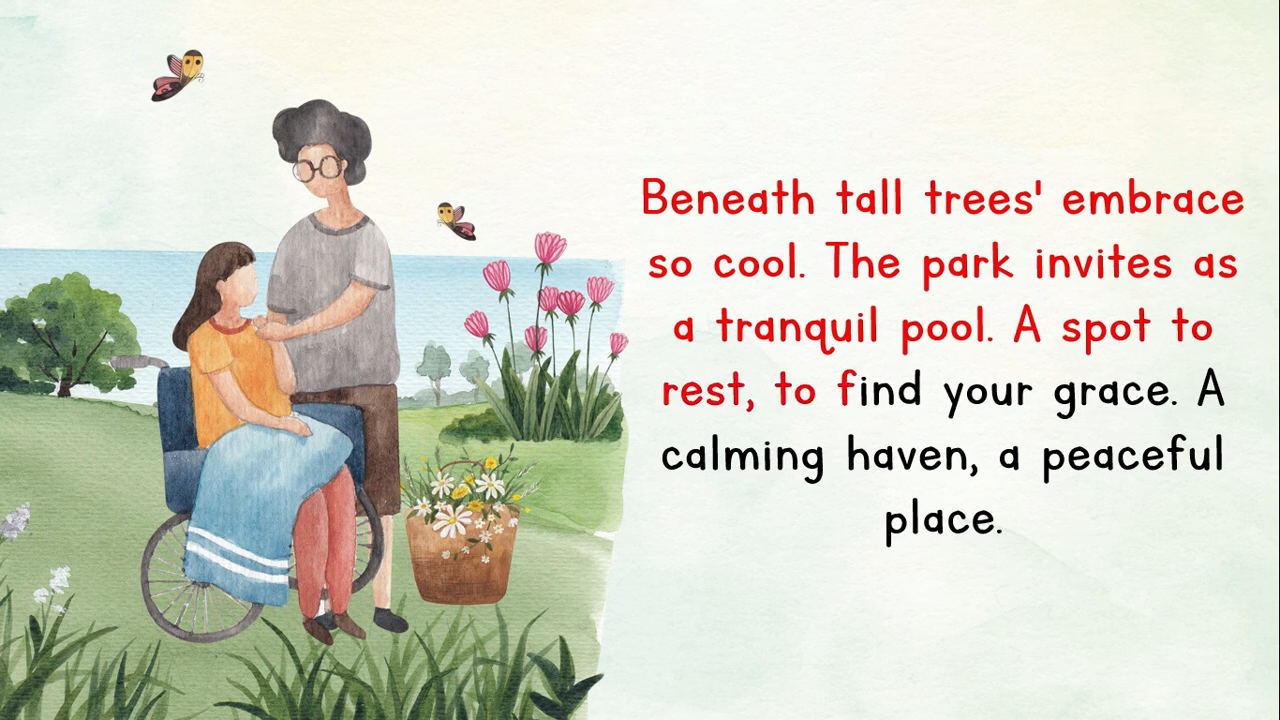 Beneath tall trees' embrace
so cool. The park invites as
a tranquil pool. A spot to
rest, to find your grace. A
calming haven, a peaceful
place.